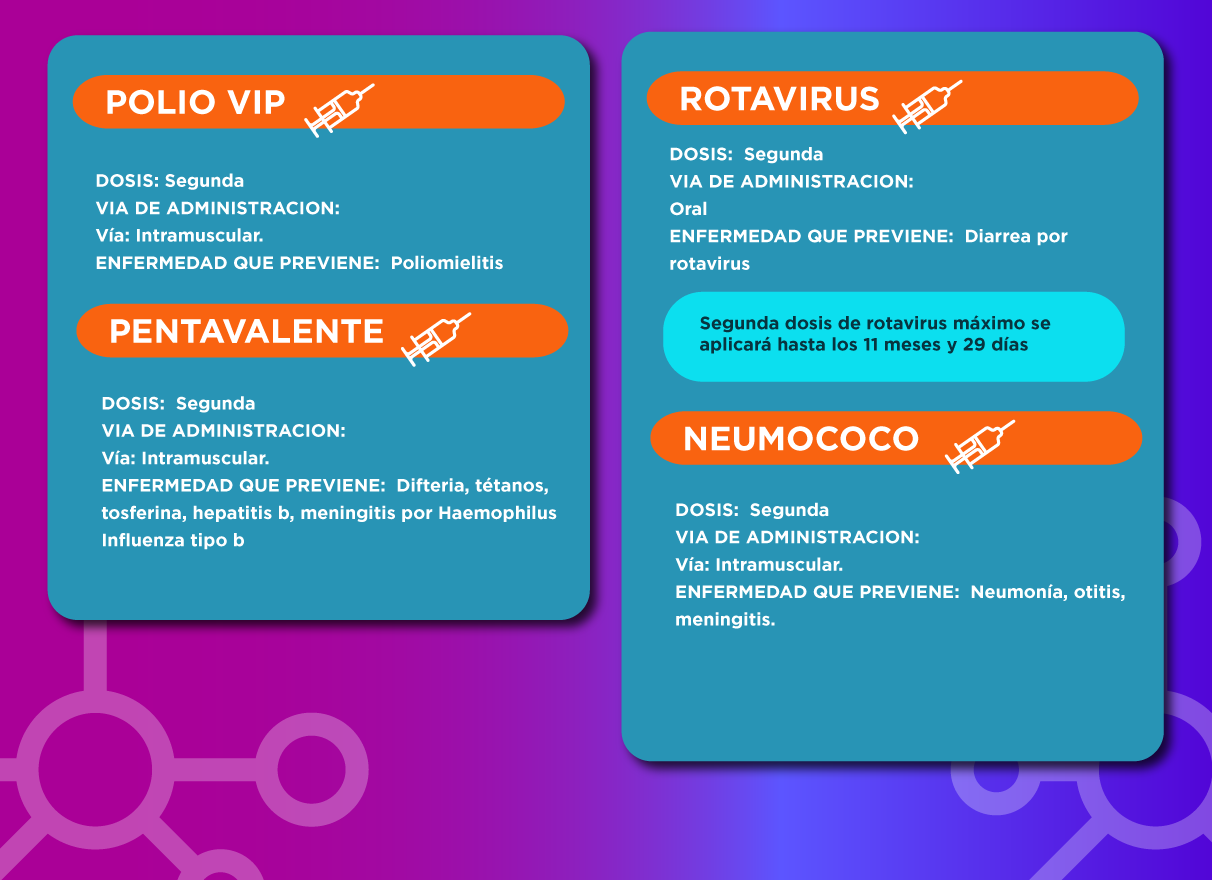 POLIO VIP
DOSIS: Segunda
VIA DE ADMINISTRACION:
Vía: Intramuscular.
ENFERMEDAD QUE PREVIENE: Poliomielitis
PENTAVALENTE
DOSIS: Segunda
VIA DE ADMINISTRACION:
Vía: Intramuscular.
ENFERMEDAD QUE PREVIENE: Difteria, tétanos,
tosferina, hepatitis b, meningitis por Haemophilus
Influenza tipo b
ROTAVIRUS
DOSIS: Segunda
VIA DE ADMINISTRACION:
Oral
ENFERMEDAD QUE PREVIENE: Diarrea por
rotavirus
Segunda dosis de rotavirus máximo se
aplicará hasta los 11 meses y 29 días
NEUMOCOCO
DOSIS: Segunda
VIA DE ADMINISTRACION:
Vía: Intramuscular.
ENFERMEDAD QUE PREVIENE: Neumonía, otitis,
meningitis.